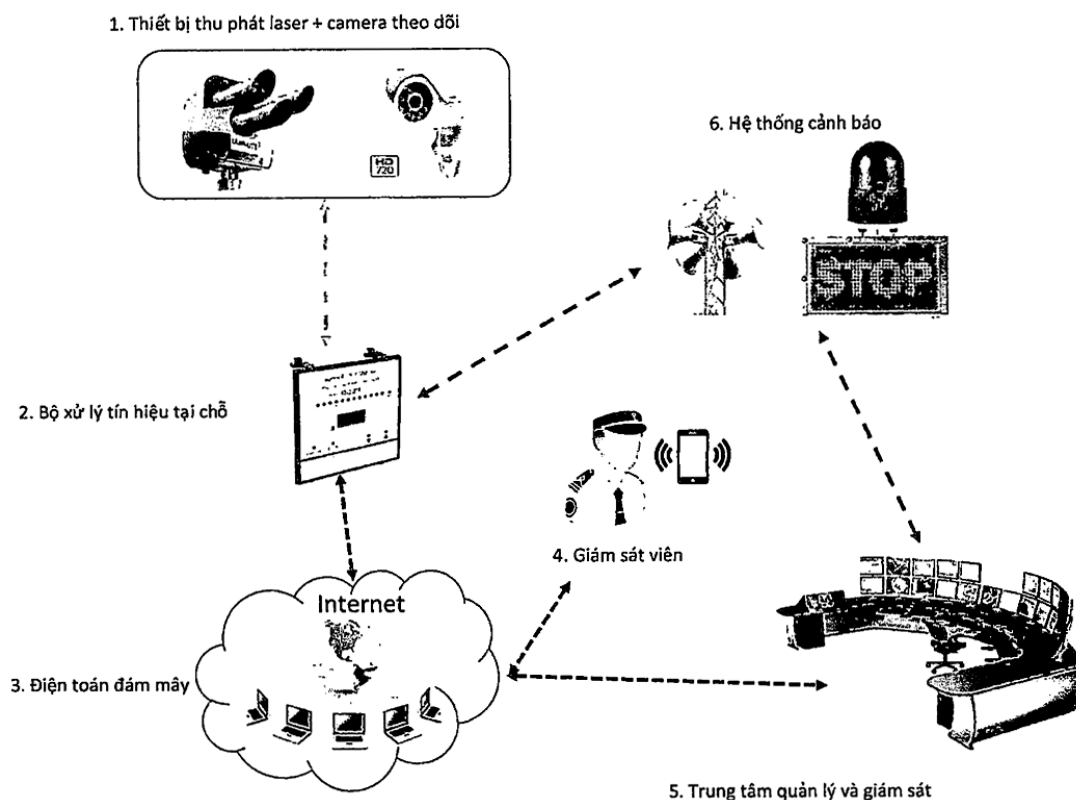 1. Thiết bị thu phát laser + camera theo dõi
HD
720
6. Hệ thống cảnh báo
STOP
2. Bộ xử lý tín hiệu tại chỗ
4. Giám sát viên
Internet
3. Điện toán đám mây
5. Trung tâm quản lý và giám sát